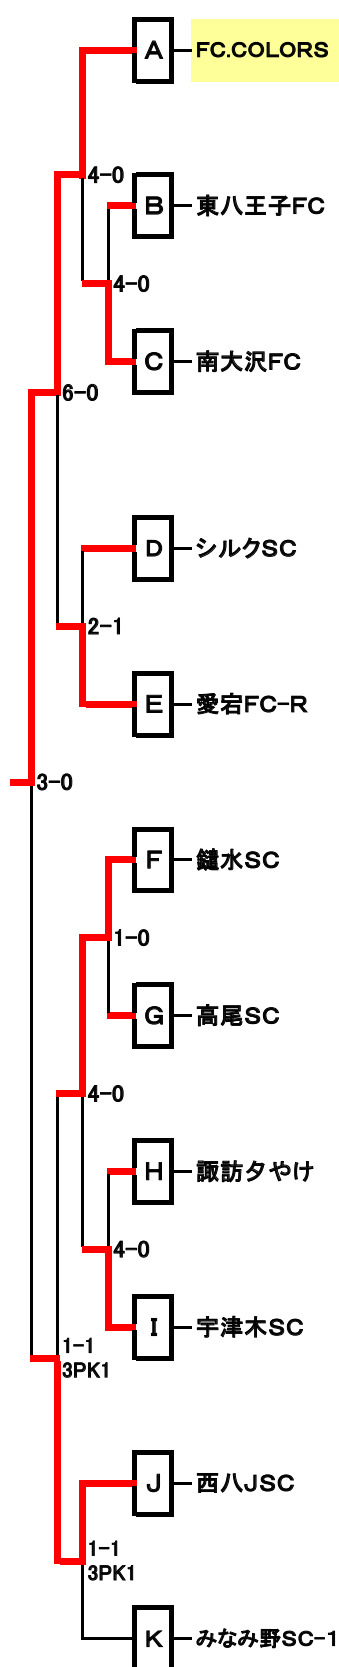 A FC.COLORS
4-0
B 東八王子FC
4-0
C 南大沢FC
6-0
D シルクSC
2-1
E 愛宕FC-R
3-0
F 鑓水SC
1-0
G 高尾SC
4-0
H 諏訪夕やけ
4-0
I 宇津木SC
1-1
3PK1
J 西八JSC
1-1
3PK1
K みなみ野SC-1